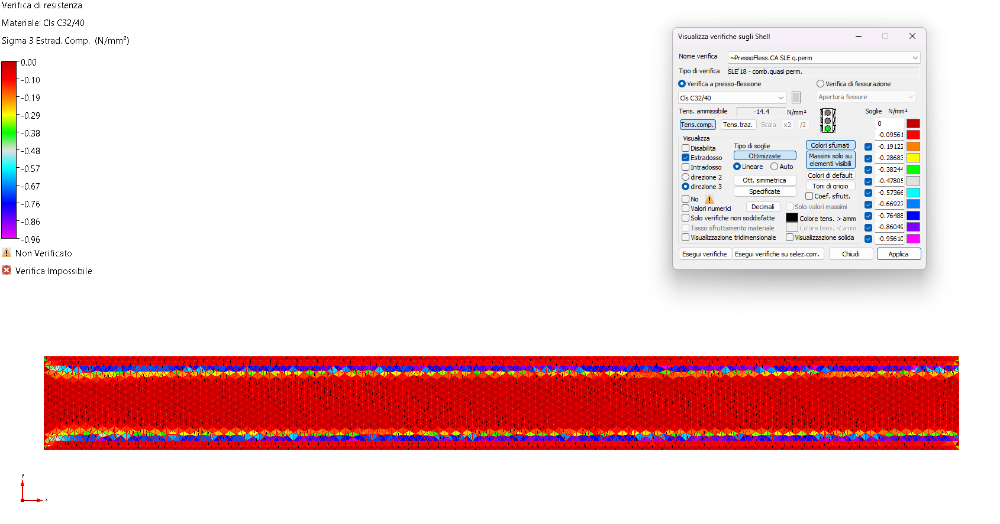 Verifica di resistenza
Materiale: Cls C32/40
Sigma 3 Estrad. Comp. (N/mm²)
0.00
-0.10
-0.19
-0.29
-0.38
-0.48
-0.57
-0.67
-0.76
-0.86
-0.96
Non Verificato
Verifica Impossibile
Visualizza verifiche sugli Shell
Nome verifica ~PressoFless.CA SLE q.perm
Tipo di verifica SLE'18 - comb.quasi perm.
Verifica a presso-flessione Verifica di fessurazione
Cls C32/40 Apertura fessure
Tens. ammissibile -14.4 N/mm² Soglie N/mm²
Tens.comp. Tens.traz. Scala x2 /2
0
-0.09561
-0.19122
-0.28683
-0.38244
-0.47805
-0.57366
-0.66927
-0.76488
-0.86049
-0.95610
Visualizza
Disabilita Tipo di soglie Colori sfumati
Estradosso Ottimizzate Massimi solo su elementi visibili
Intradosso Lineare Auto
direzione 2 Ott. simmetrica Colori di default
direzione 3 Specificate Toni di grigio
No Coef. sfrutt.
Valori numerici Decimali Solo valori massimi
Solo verifiche non soddisfatte Colore tens. > amm
Tasso sfruttamento materiale Colore tens. < amm
Visualizzazione tridimensionale Visualizzazione solida
Esegui verifiche Esegui verifiche su selez.corr. Chiudi Applica
y
x